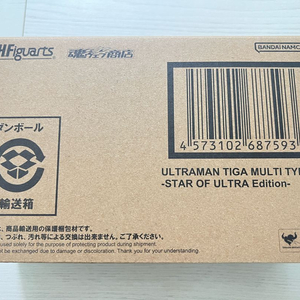 H.Figuarts
魂ウェブ商店
BANDAI NAMCO
4 573102 687593
ULTRAMAN TIGA MULTI TY
-STAR OF ULTRA Edition-
ダンボール
輸送箱
は、商品輸送用の保護梱包材です。
つぶれ、汚れ等による交換は出来ません。ご了承ください。
used solely for the purpose of protecting product during shipment.
not be exchanged due to damage or discoloration. Thank you for your understanding.